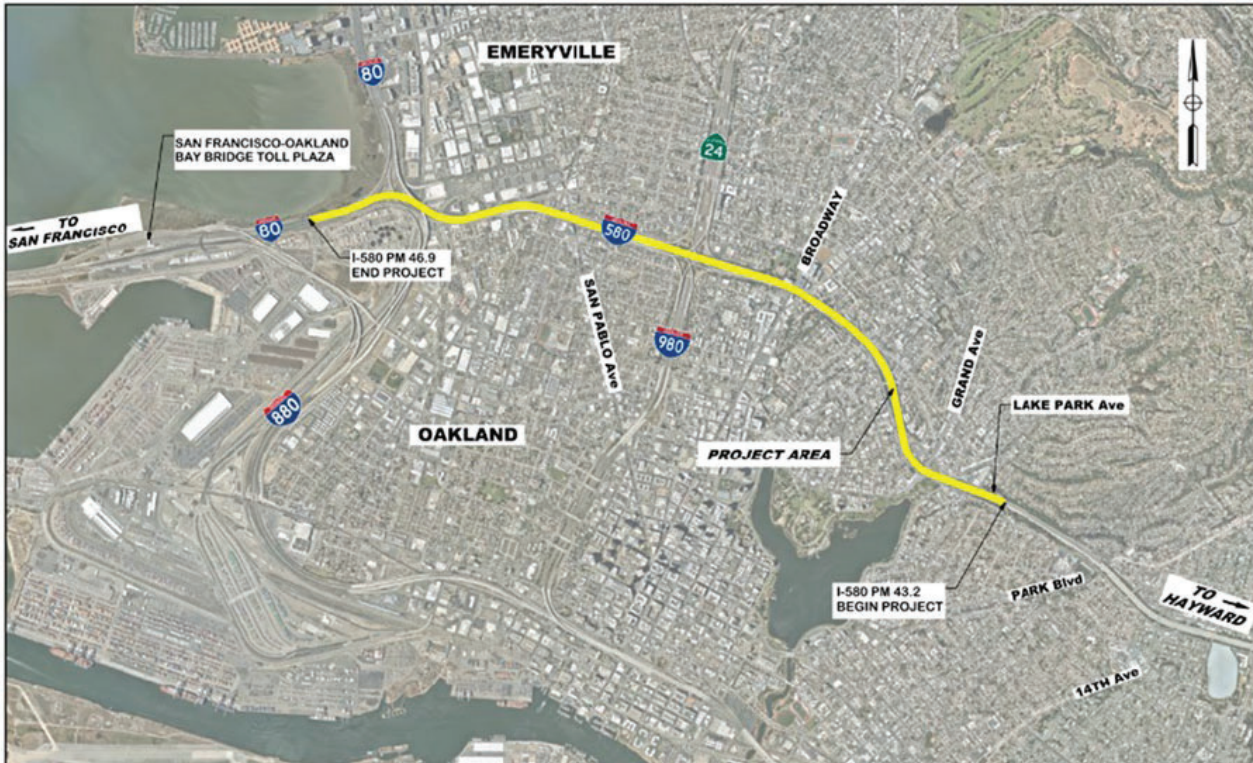 EMERYVILLE
80
SAN FRANCISCO-OAKLAND
BAY BRIDGE TOLL PLAZA
24
TO
SAN FRANCISCO
80
I-580 PM 46.9
END PROJECT
580
BROADWAY
SAN PABLO Ave
980
880
OAKLAND
GRAND Ave
LAKE PARK Ave
PROJECT AREA
I-580 PM 43.2
BEGIN PROJECT
PARK Blvd
TO
HAYWARD
14TH Ave